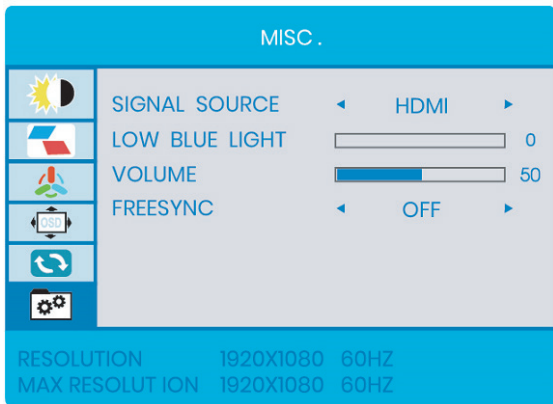 MISC .
SIGNAL SOURCE HDMI
LOW BLUE LIGHT 0
VOLUME 50
FREESYNC OFF
OSD
RESOLUTION 1920X1080 60HZ
MAX RESOLUT ION 1920X1080 60HZ